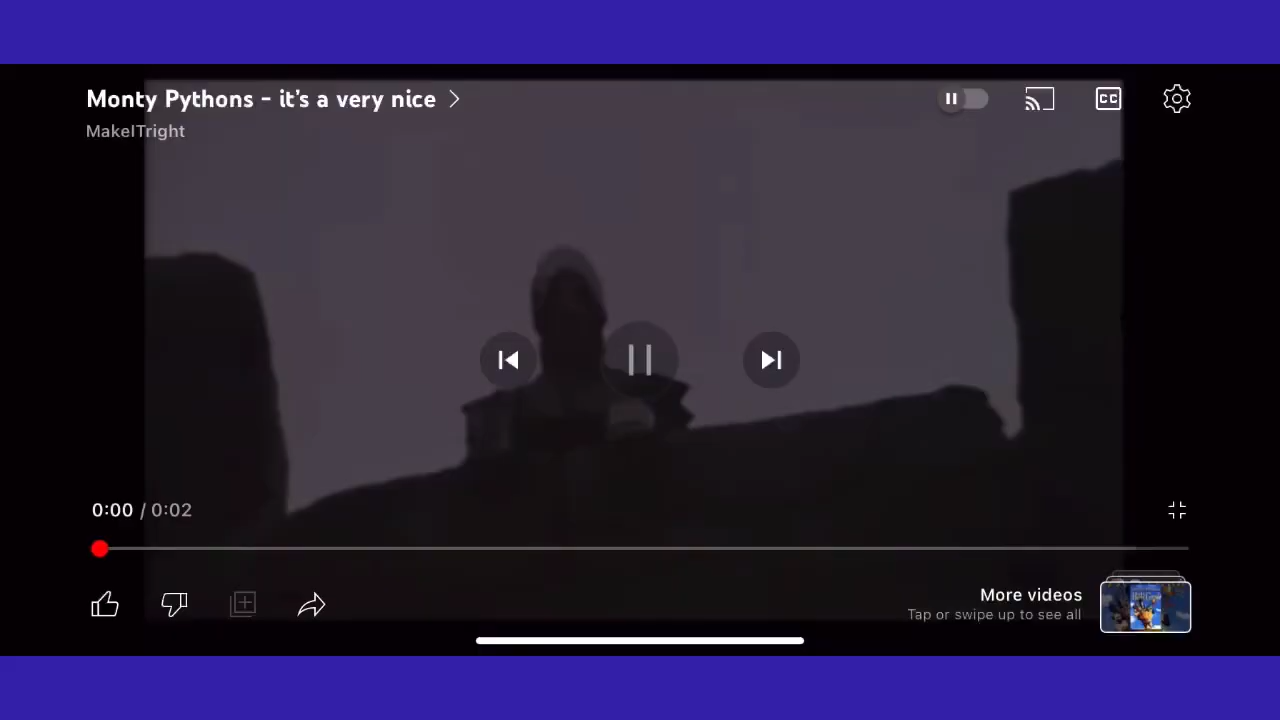 Monty Pythons - it's a very nice
MakeITright
CC
0:00 / 0:02
More videos
Tap or swipe up to see all